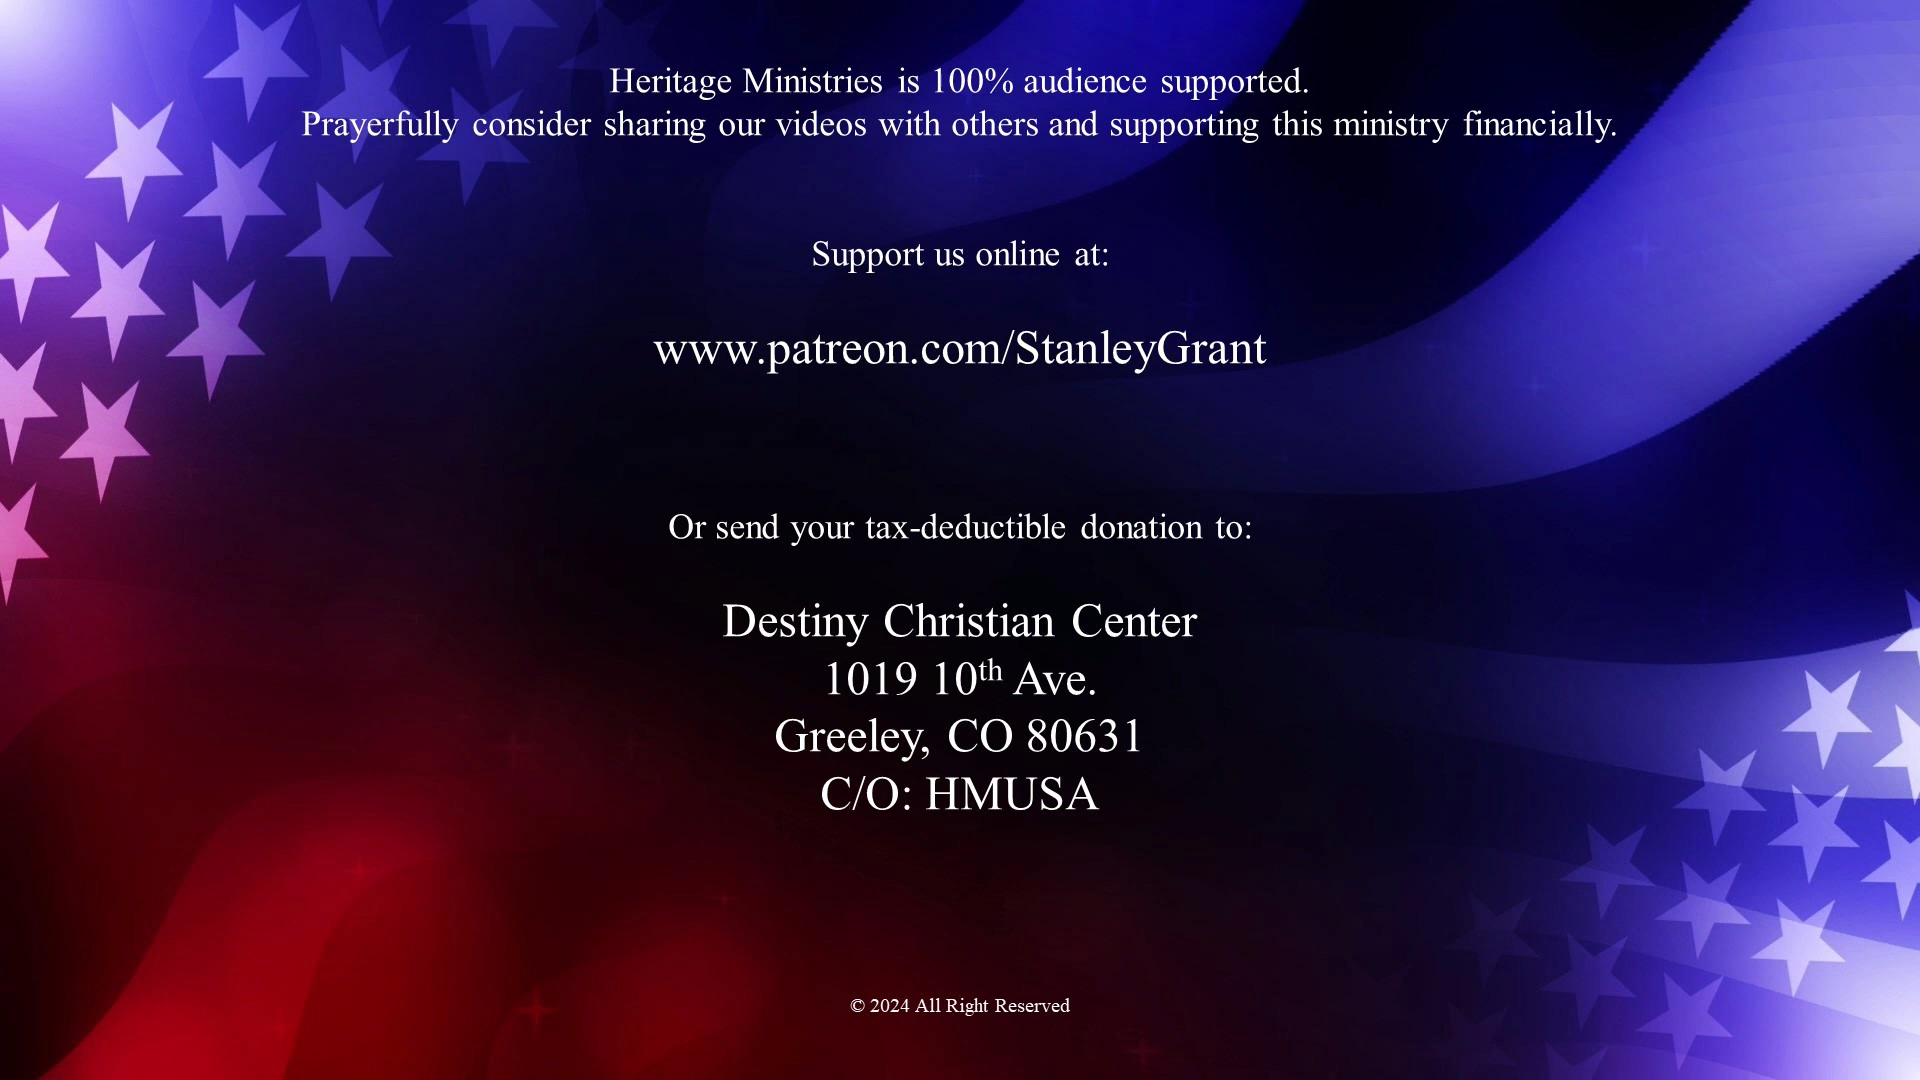 Heritage Ministries is 100% audience supported.
Prayerfully consider sharing our videos with others and supporting this ministry financially.
Support us online at:
www.patreon.com/StanleyGrant
Or send your tax-deductible donation to:
Destiny Christian Center
1019 10th Ave.
Greeley, CO 80631
C/O: HMUSA
© 2024 All Right Reserved